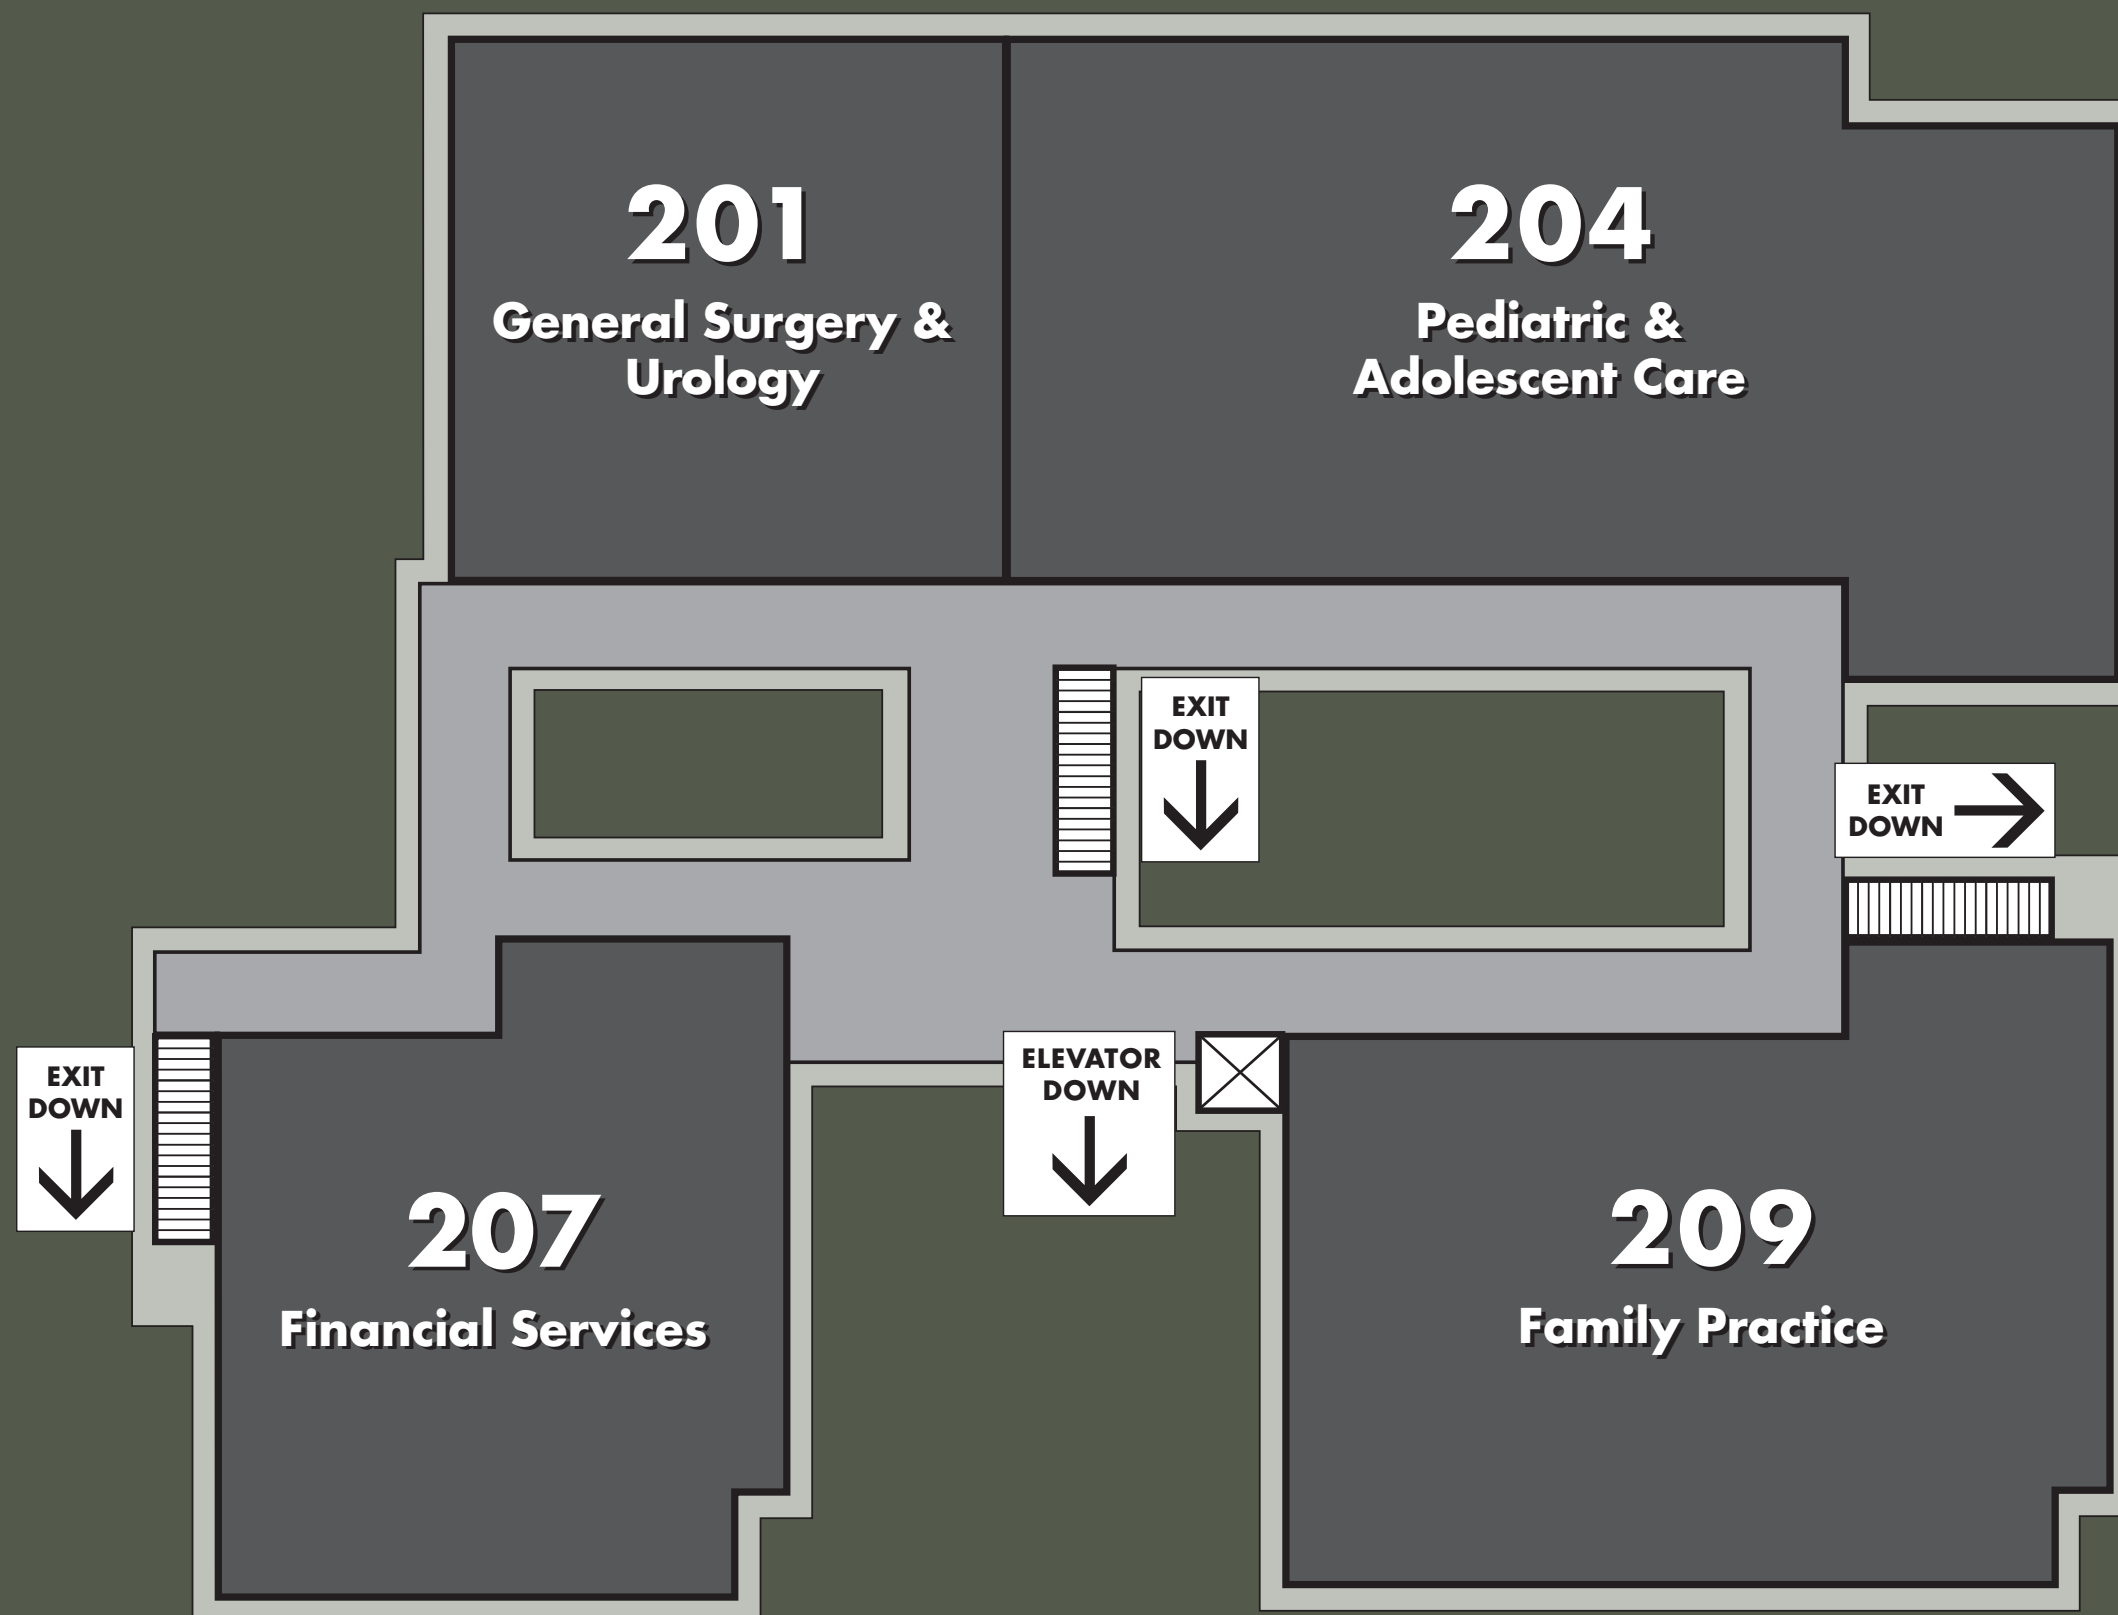 201
General Surgery &
Urology
204
Pediatric &
Adolescent Care
EXIT
DOWN
EXIT
DOWN
EXIT
DOWN
ELEVATOR
DOWN
207
Financial Services
209
Family Practice